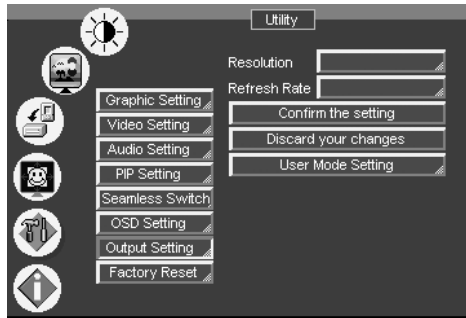 Utility
Resolution
Refresh Rate
Confirm the setting
Discard your changes
User Mode Setting
Graphic Setting
Video Setting
Audio Setting
PIP Setting
Seamless Switch
OSD Setting
Output Setting
Factory Reset